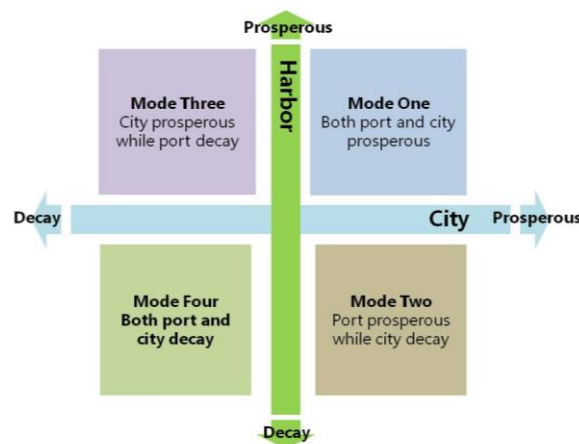 Prosperous
Harbor
Mode Three
City prosperous
while port decay
Mode One
Both port and city
prosperous
Decay
City
Prosperous
Mode Four
Both port and
city decay
Mode Two
Port prosperous
while city decay
Decay